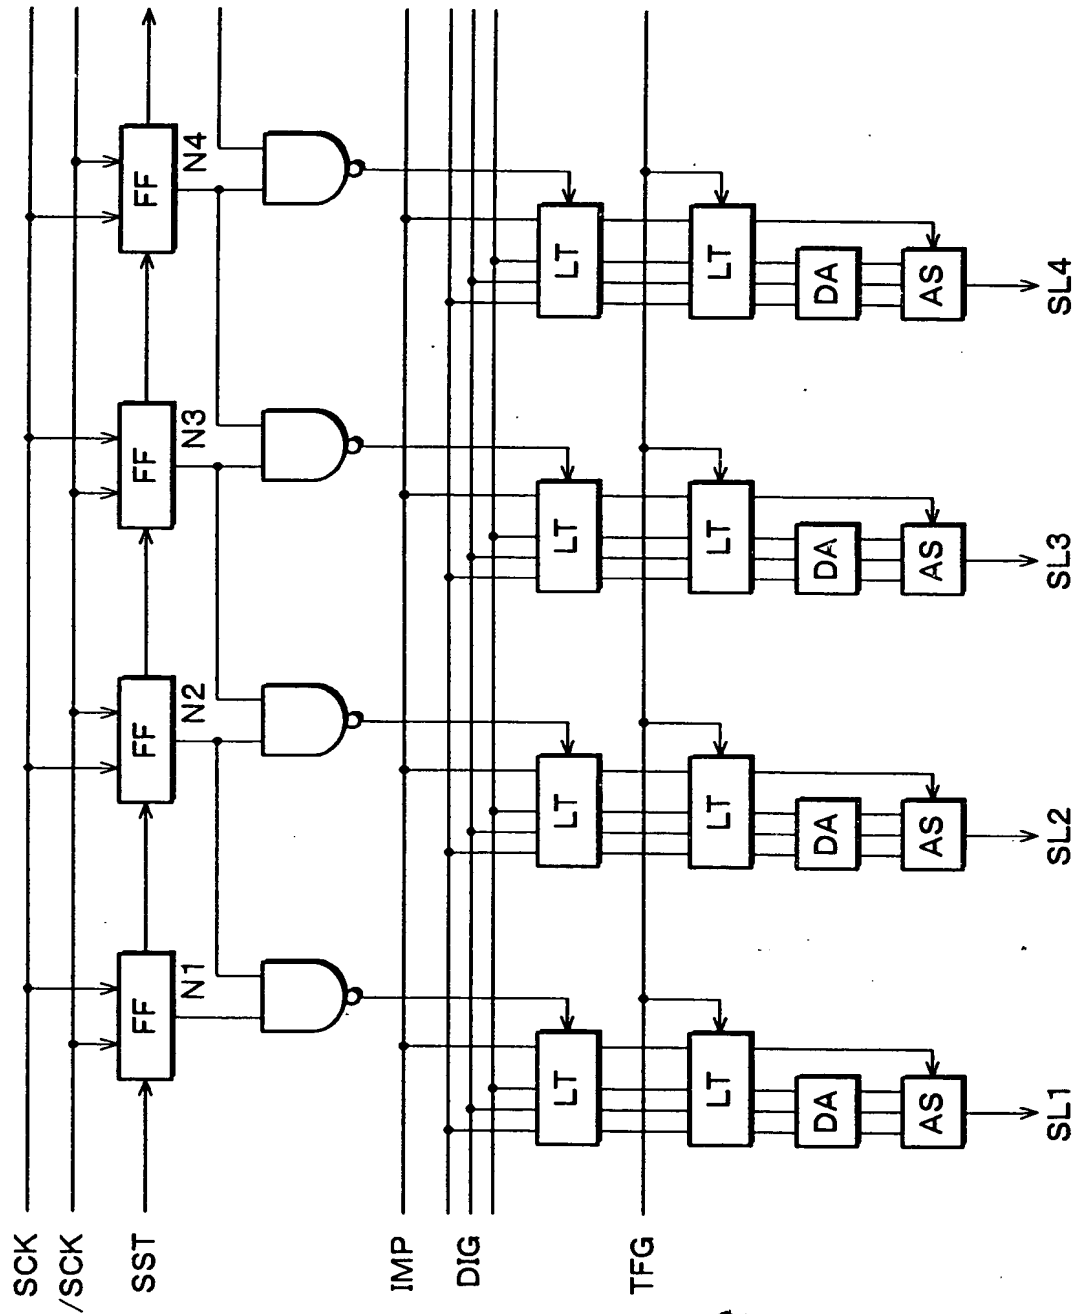 SCK
/SCK
SST
IMP
DIG
TFG
FF
FF
FF
FF
N1
N2
N3
N4
LT
LT
LT
LT
LT
LT
LT
LT
DA
DA
DA
DA
AS
AS
AS
AS
SL1
SL2
SL3
SL4